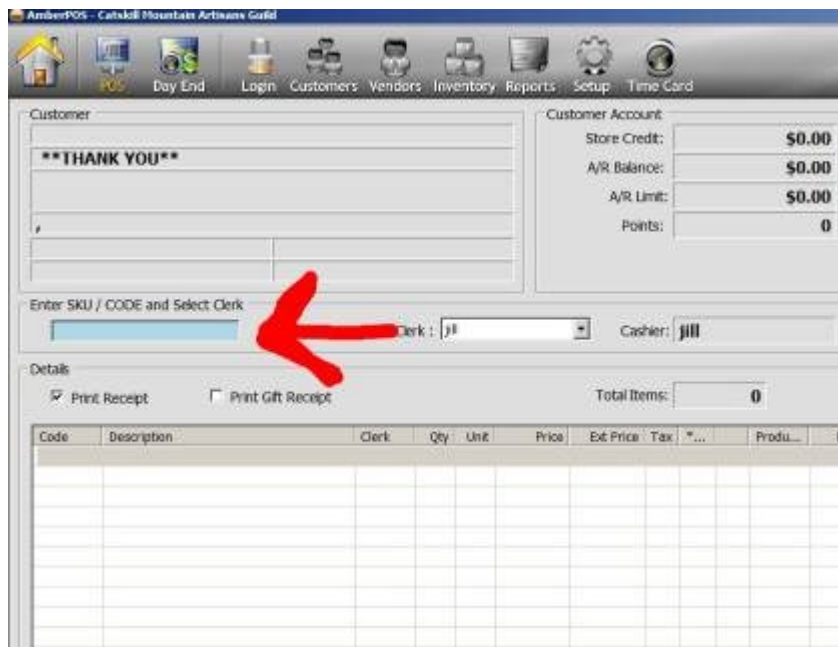 AmberPOS - Catskill Mountain Artisans Guild
POS Day End Login Customers Vendors Inventory Reports Setup Time Card
Customer
**THANK YOU**
,
Customer Account
Store Credit: $0.00
A/R Balance: $0.00
A/R Limit: $0.00
Points: 0
Enter SKU / CODE and Select Clerk
Clerk : jill Cashier: jill
Details
Print Receipt Print Gift Receipt Total Items: 0
Code Description Clerk Qty Unit Price Ext Price Tax *... Produ...